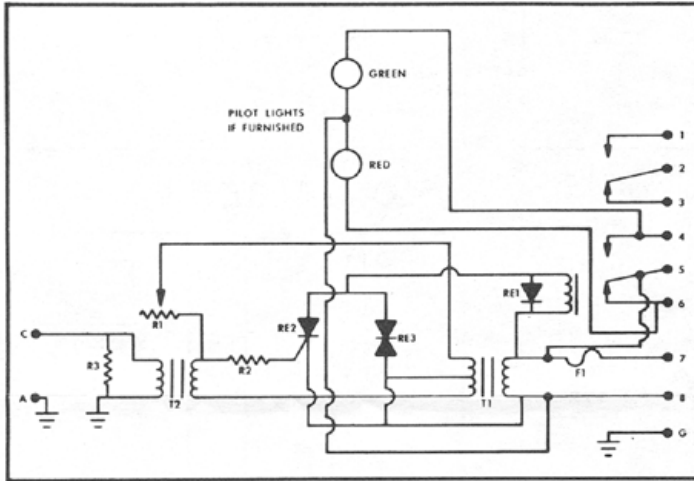 GREEN
PILOT LIGHTS
IF FURNISHED
RED
1
2
3
4
5
6
R1
RE1
RE2
RE3
C
R3
R2
T2
T1
F1
7
A
8
G